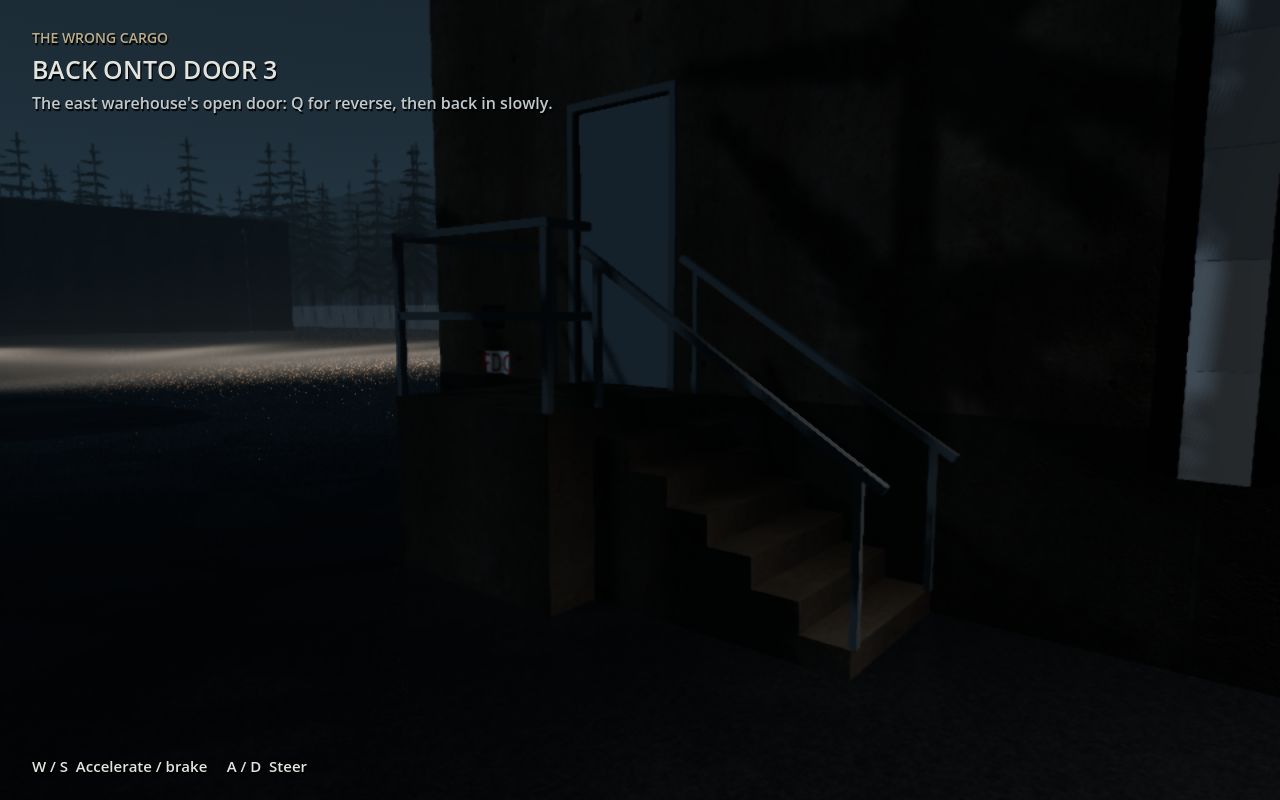 THE WRONG CARGO
BACK ONTO DOOR 3
The east warehouse's open door: Q for reverse, then back in slowly.
W / S Accelerate / brake A / D Steer